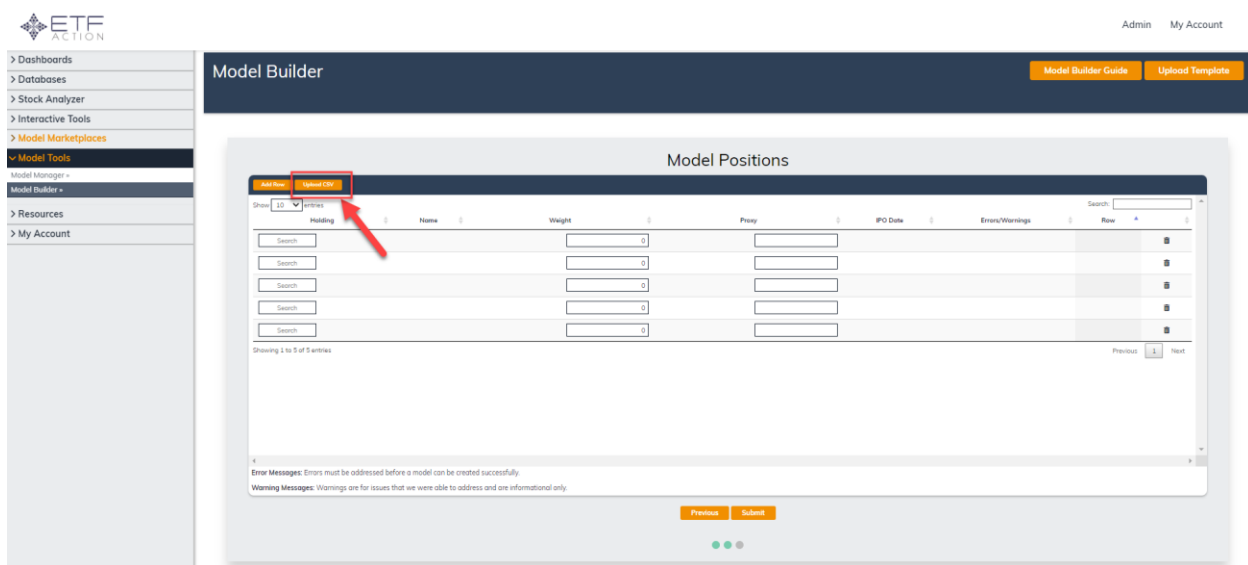 ETF
ACTION
Admin My Account
> Dashboards
> Databases
> Stock Analyzer
> Interactive Tools
> Model Marketplaces
Model Tools
Model Manager »
Model Builder »
> Resources
> My Account
Model Builder
Model Builder Guide Upload Template
Model Positions
Add Row Upload CSV
Show 10 entries Search:
Holding Name Weight Proxy IPO Date Errors/Warnings Row
Search 0
Search 0
Search 0
Search 0
Search 0
Showing 1 to 5 of 5 entries Previous 1 Next
Error Messages: Errors must be addressed before a model can be created successfully.
Warning Messages: Warnings are for issues that we were able to address and are informational only.
Previous Submit